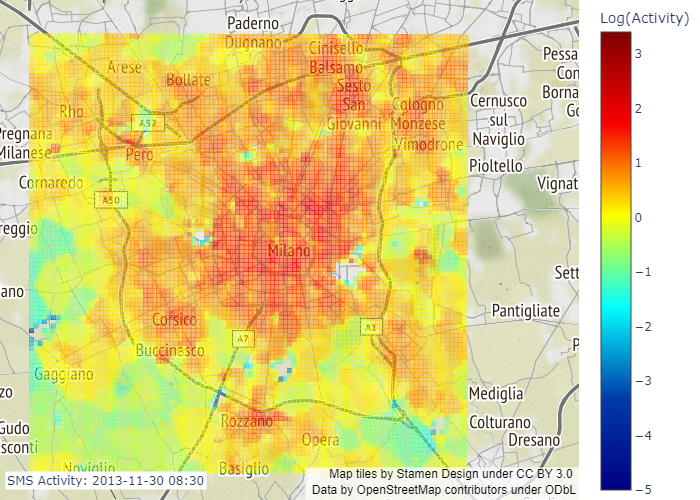 Log(Activity)
3
2
1
0
−1
−2
−3
−4
−5
Paderno
Dugnano
Cinisello
Balsamo
Arese
Bollate
Sesto
San
Giovanni
Cologno
Monzese
Vimodrone
Cernusco
sul
Naviglio
Pessa
Con
Borna
Go
Rho
A52
Pregnana
Milanese
Pero
Pioltello
Cornaredo
A50
Vignat
reggio
Milano
Sett
ano
Pantigliate
Corsico
A7
A1
Buccinasco
P
Gaggiano
zo
Mediglia
Rozzano
Colturano
Gudo
sconti
Opera
Dresano
Noviglio
Basiglio
SMS Activity: 2013-11-30 08:30
Map tiles by Stamen Design under CC BY 3.0
Data by OpenStreetMap contributors under ODbL